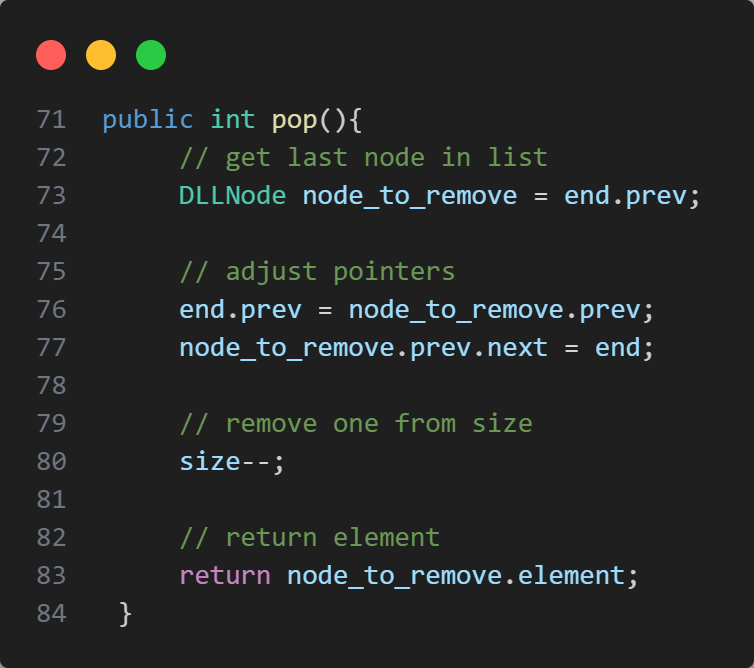 71 public int pop(){
72 // get last node in list
73 DLLNode node_to_remove = end.prev;
74
75 // adjust pointers
76 end.prev = node_to_remove.prev;
77 node_to_remove.prev.next = end;
78
79 // remove one from size
80 size--;
81
82 // return element
83 return node_to_remove.element;
84 }